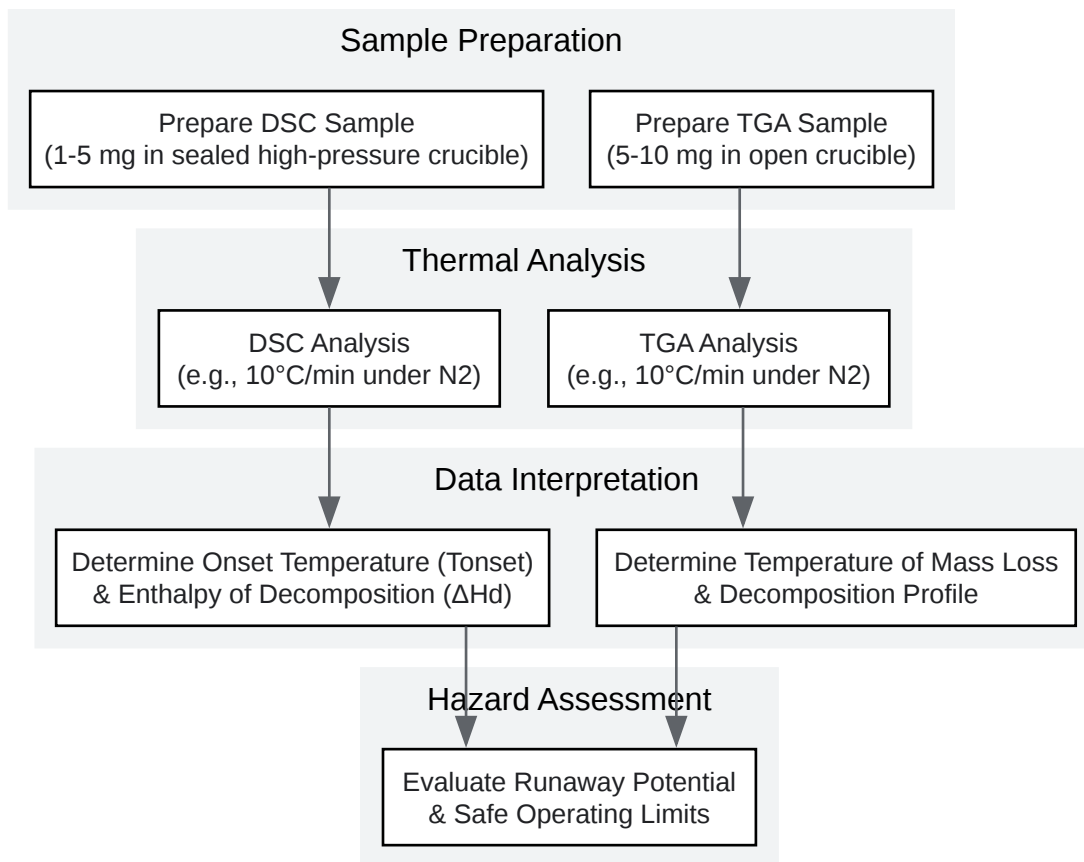 Sample Preparation
Prepare DSC Sample
(1-5 mg in sealed high-pressure crucible)
Prepare TGA Sample
(5-10 mg in open crucible)
Thermal Analysis
DSC Analysis
(e.g., 10°C/min under N2)
TGA Analysis
(e.g., 10°C/min under N2)
Data Interpretation
Determine Onset Temperature (Tonset)
& Enthalpy of Decomposition (ΔHd)
Determine Temperature of Mass Loss
& Decomposition Profile
Hazard Assessment
Evaluate Runaway Potential
& Safe Operating Limits